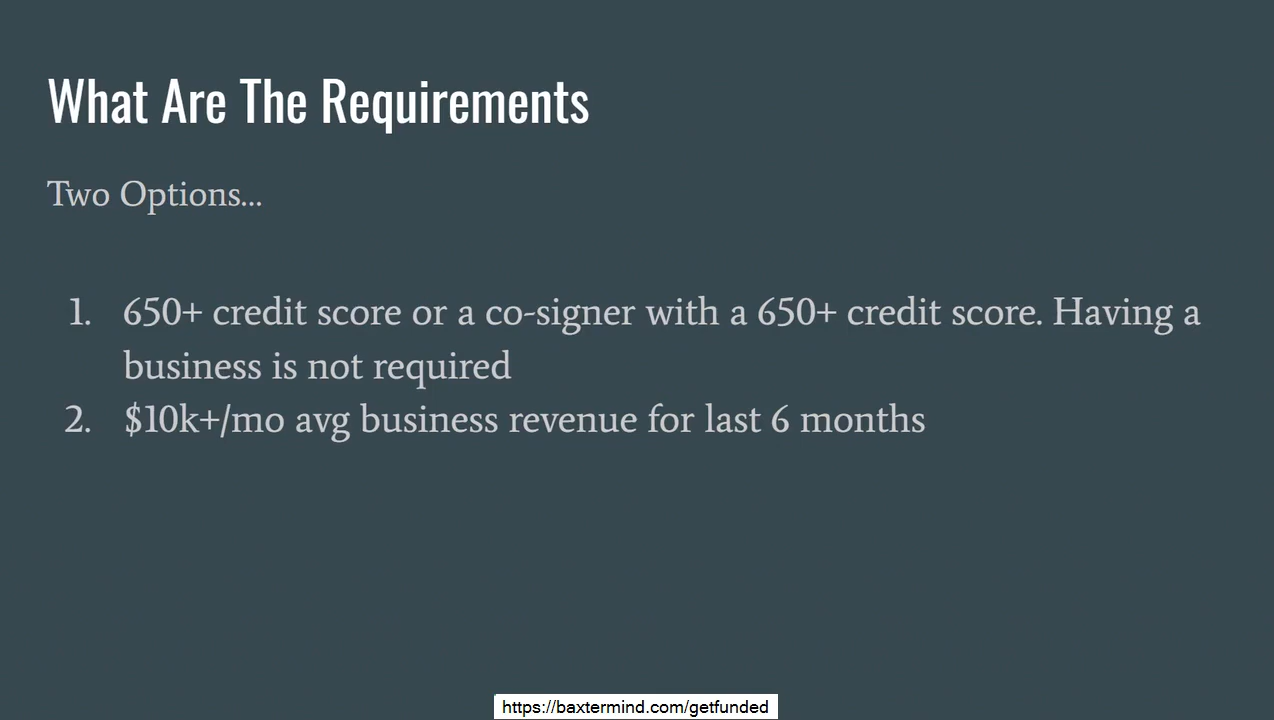 What Are The Requirements
Two Options...
1. 650+ credit score or a co-signer with a 650+ credit score. Having a
business is not required
2. $10k+/mo avg business revenue for last 6 months
https://baxtermind.com/getfunded